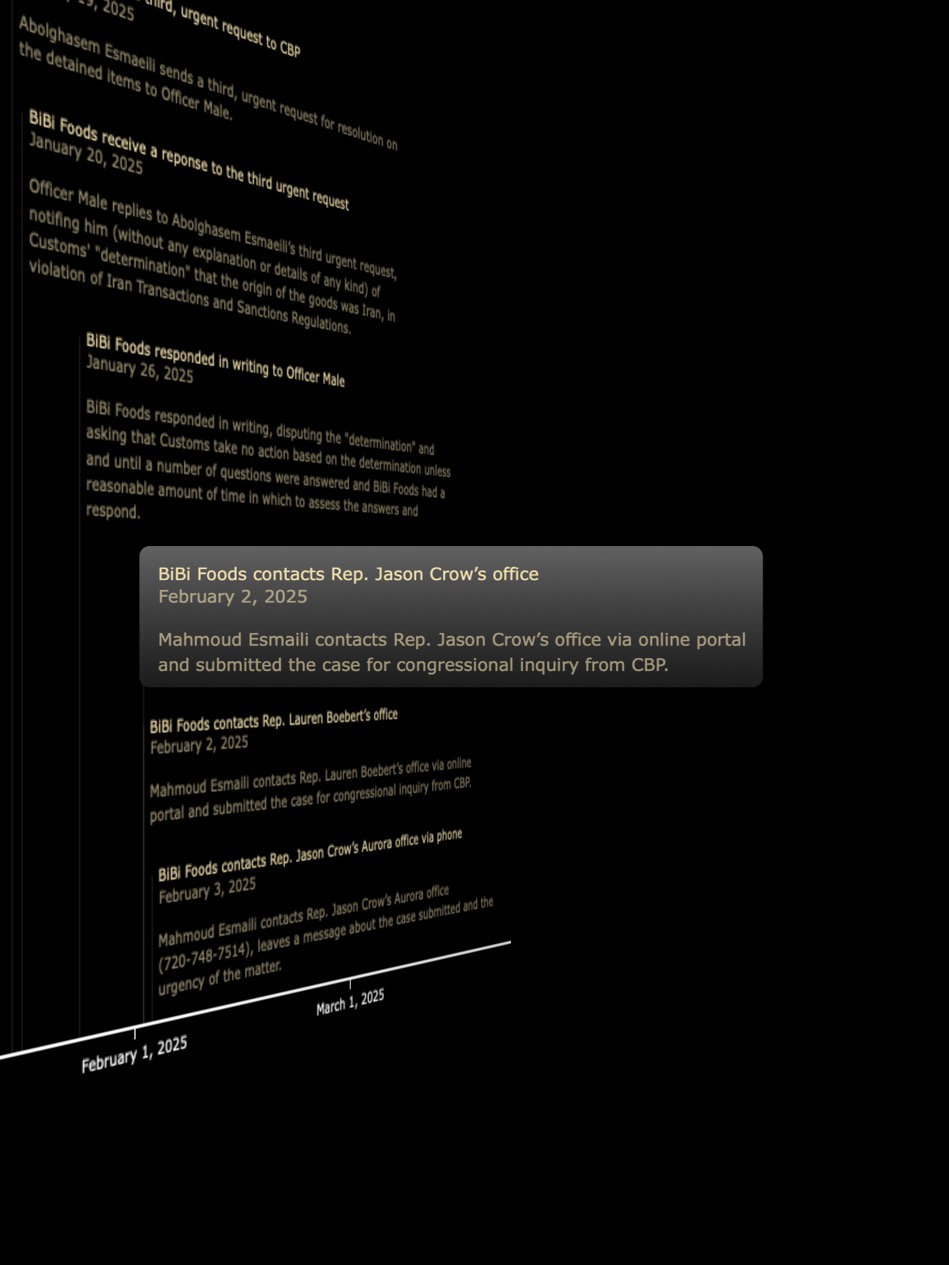 third, urgent request to CBP
19, 2025
Abolghasem Esmaeili sends a third, urgent request for resolution on
the detained items to Officer Male.
BiBi Foods receive a reponse to the third urgent request
January 20, 2025
Officer Male replies to Abolghasem Esmaeili's third urgent request,
notifing him (without any explanation or details of any kind) of
Customs' "determination" that the origin of the goods was Iran, in
violation of Iran Transactions and Sanctions Regulations.
BiBi Foods responded in writing to Officer Male
January 26, 2025
BiBi Foods responded in writing, disputing the "determination" and
asking that Customs take no action based on the determination unless
and until a number of questions were answered and BiBi Foods had a
reasonable amount of time in which to assess the answers and
respond.
BiBi Foods contacts Rep. Jason Crow’s office
February 2, 2025
Mahmoud Esmaili contacts Rep. Jason Crow’s office via online portal
and submitted the case for congressional inquiry from CBP.
BiBi Foods contacts Rep. Lauren Boebert’s office
February 2, 2025
Mahmoud Esmaili contacts Rep. Lauren Boebert’s office via online
portal and submitted the case for congressional inquiry from CBP.
BiBi Foods contacts Rep. Jason Crow’s Aurora office via phone
February 3, 2025
Mahmoud Esmaili contacts Rep. Jason Crow’s Aurora office
(720-748-7514), leaves a message about the case submitted and the
urgency of the matter.
March 1, 2025
February 1, 2025